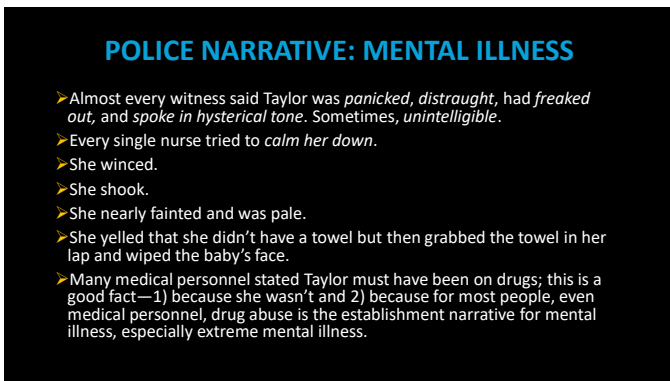 POLICE NARRATIVE: MENTAL ILLNESS
➢Almost every witness said Taylor was panicked, distraught, had freaked
out, and spoke in hysterical tone. Sometimes, unintelligible.
➢Every single nurse tried to calm her down.
➢She winced.
➢She shook.
➢She nearly fainted and was pale.
➢She yelled that she didn't have a towel but then grabbed the towel in her
lap and wiped the baby's face.
➢Many medical personnel stated Taylor must have been on drugs; this is a
good fact—1) because she wasn't and 2) because for most people, even
medical personnel, drug abuse is the establishment narrative for mental
illness, especially extreme mental illness.